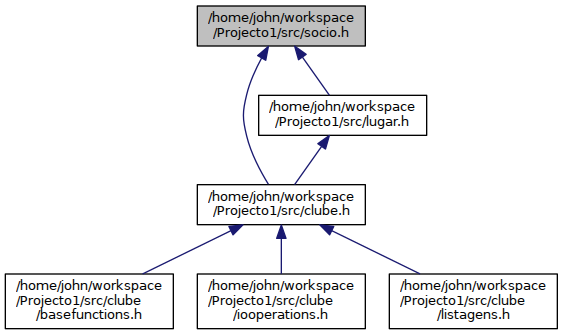 /home/john/workspace
/Projecto1/src/socio.h
/home/john/workspace
/Projecto1/src/lugar.h
/home/john/workspace
/Projecto1/src/clube.h
/home/john/workspace
/Projecto1/src/clube
/basefunctions.h
/home/john/workspace
/Projecto1/src/clube
/iooperations.h
/home/john/workspace
/Projecto1/src/clube
/listagens.h